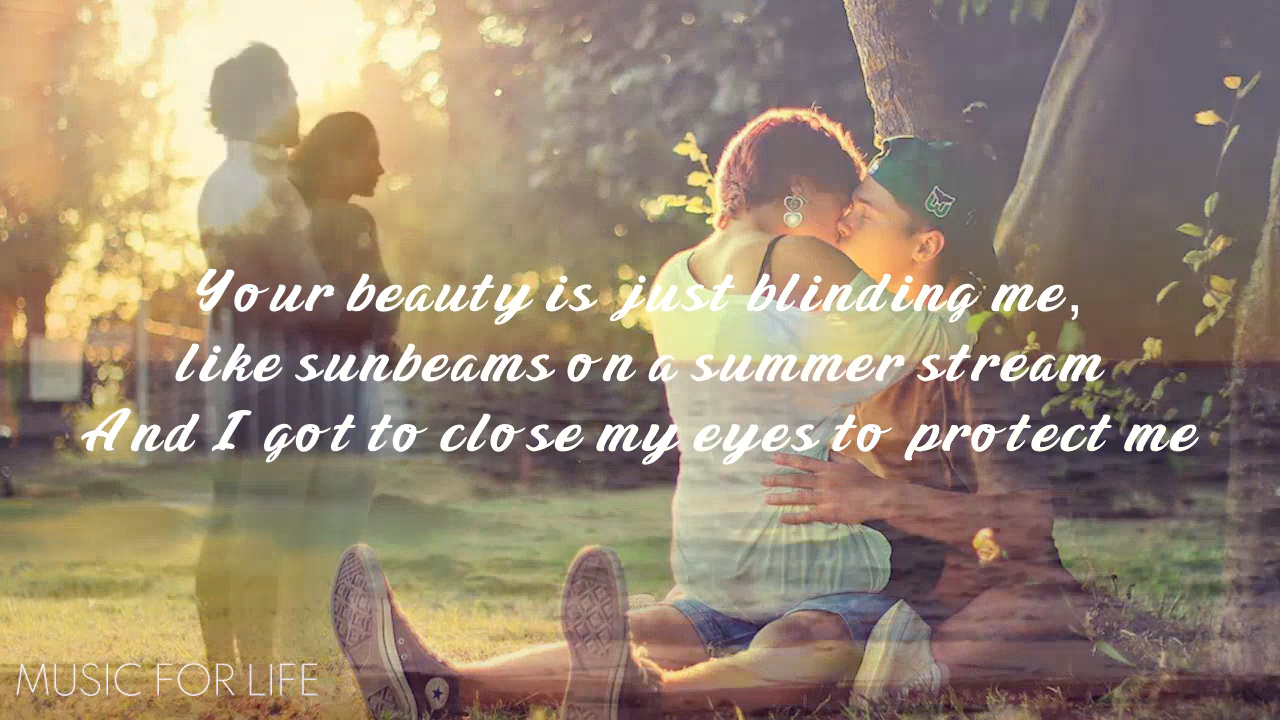 Your beauty is just blinding me,
like sunbeams on a summer stream
And I got to close my eyes to protect me
MUSIC FOR LIFE